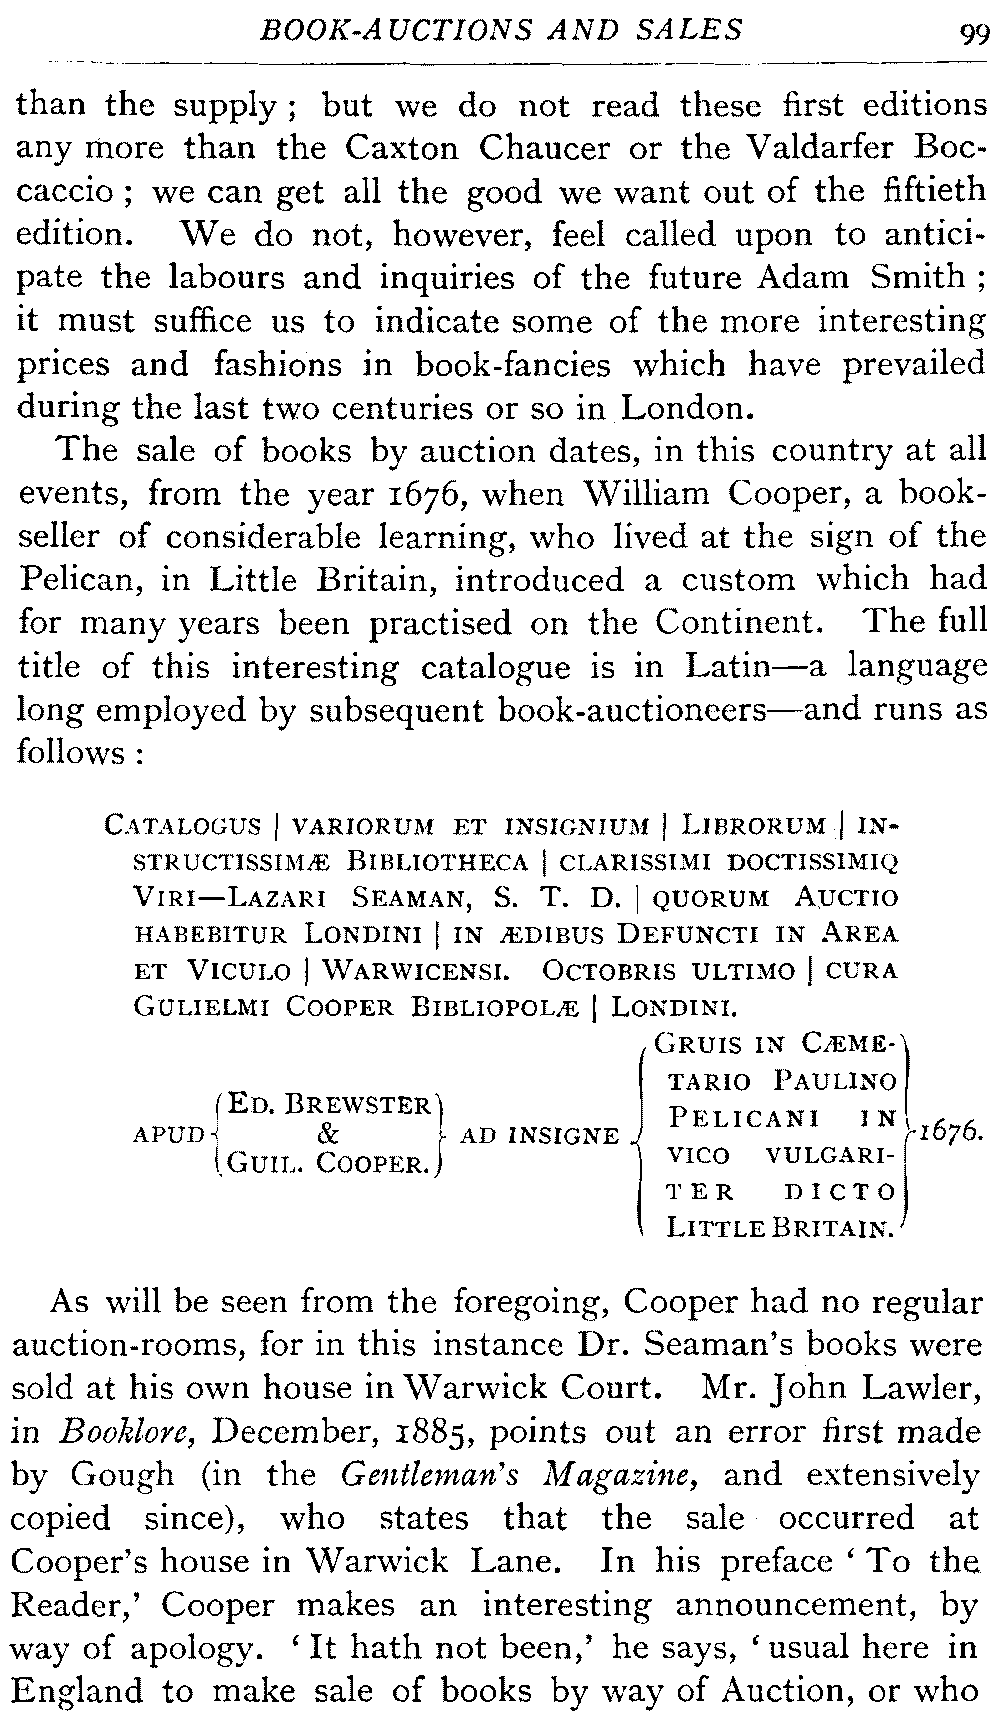 BOOK-AUCTIONS AND SALES 99
than the supply ; but we do not read these first editions
any more than the Caxton Chaucer or the Valdarfer Boc-
caccio ; we can get all the good we want out of the fiftieth
edition. We do not, however, feel called upon to antici-
pate the labours and inquiries of the future Adam Smith ;
it must suffice us to indicate some of the more interesting
prices and fashions in book-fancies which have prevailed
during the last two centuries or so in London.
The sale of books by auction dates, in this country at all
events, from the year 1676, when William Cooper, a book-
seller of considerable learning, who lived at the sign of the
Pelican, in Little Britain, introduced a custom which had
for many years been practised on the Continent. The full
title of this interesting catalogue is in Latin—a language
long employed by subsequent book-auctioneers—and runs as
follows :
CATALOGUS | VARIORUM ET INSIGNIUM | LIBRORUM | IN-
STRUCTISSIMÆ BIBLIOTHECA | CLARISSIMI DOCTISSIMIQ
VIRI—LAZARI SEAMAN, S. T. D. | QUORUM AUCTIO
HABEBITUR LONDINI | IN ÆDIBUS DEFUNCTI IN AREA
ET VICULO | WARWICENSI. OCTOBRIS ULTIMO | CURA
GULIELMI COOPER BIBLIOPOLÆ | LONDINI.
APUD { ED. BREWSTER
&
GUIL. COOPER. } AD INSIGNE {
GRUIS IN CÆME-
TARIO PAULINO
PELICANI IN
VICO VULGARI-
TER DICTO
LITTLE BRITAIN. } 1676.
As will be seen from the foregoing, Cooper had no regular
auction-rooms, for in this instance Dr. Seaman's books were
sold at his own house in Warwick Court. Mr. John Lawler,
in Booklore, December, 1885, points out an error first made
by Gough (in the Gentleman's Magazine, and extensively
copied since), who states that the sale occurred at
Cooper's house in Warwick Lane. In his preface ‘ To the
Reader,’ Cooper makes an interesting announcement, by
way of apology. ‘ It hath not been,’ he says, ‘ usual here in
England to make sale of books by way of Auction, or who